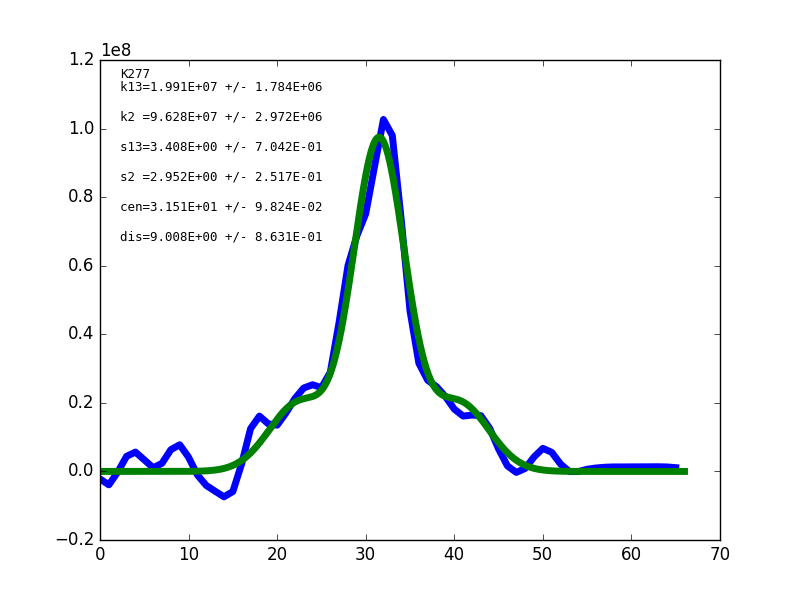 1e8
K277
k13=1.991E+07 +/- 1.784E+06
k2 =9.628E+07 +/- 2.972E+06
s13=3.408E+00 +/- 7.042E-01
s2 =2.952E+00 +/- 2.517E-01
cen=3.151E+01 +/- 9.824E-02
dis=9.008E+00 +/- 8.631E-01
1.2
1.0
0.8
0.6
0.4
0.2
0.0
−0.2
0 10 20 30 40 50 60 70